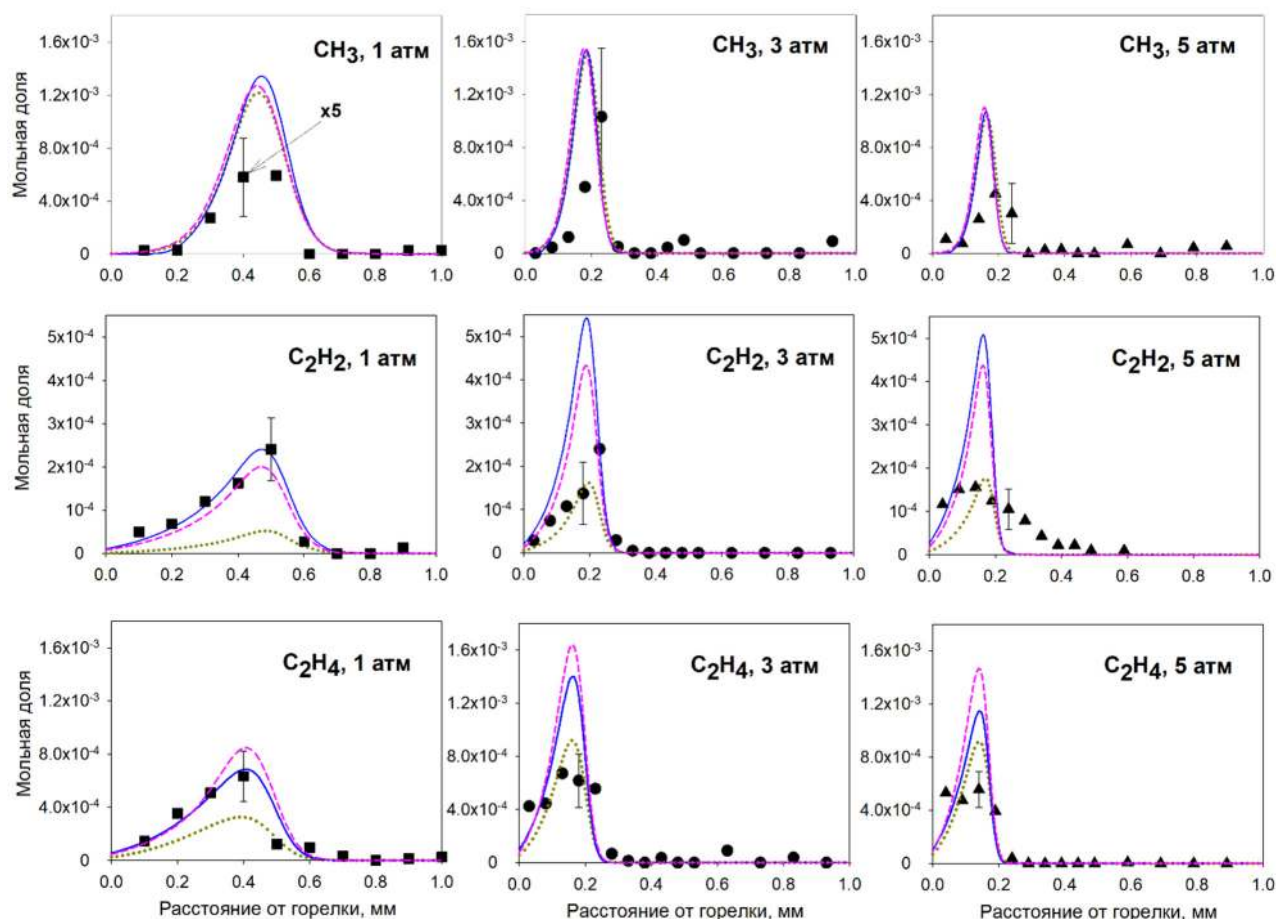 CH3, 1 атм
CH3, 3 атм
CH3, 5 атм
Мольная доля
1.6x10-3
1.2x10-3
8.0x10-4
4.0x10-4
0
x5
0.0 0.2 0.4 0.6 0.8 1.0
1.6x10-3
1.2x10-3
8.0x10-4
4.0x10-4
0
0.0 0.2 0.4 0.6 0.8 1.0
1.6x10-3
1.2x10-3
8.0x10-4
4.0x10-4
0
0.0 0.2 0.4 0.6 0.8 1.0
C2H2, 1 атм
C2H2, 3 атм
C2H2, 5 атм
Мольная доля
5x10-4
4x10-4
3x10-4
2x10-4
10-4
0
0.0 0.2 0.4 0.6 0.8 1.0
5x10-4
4x10-4
3x10-4
2x10-4
10-4
0
0.0 0.2 0.4 0.6 0.8 1.0
5x10-4
4x10-4
3x10-4
2x10-4
10-4
0
0.0 0.2 0.4 0.6 0.8 1.0
C2H4, 1 атм
C2H4, 3 атм
C2H4, 5 атм
Мольная доля
1.6x10-3
1.2x10-3
8.0x10-4
4.0x10-4
0
0.0 0.2 0.4 0.6 0.8 1.0
1.6x10-3
1.2x10-3
8.0x10-4
4.0x10-4
0
0.0 0.2 0.4 0.6 0.8 1.0
1.6x10-3
1.2x10-3
8.0x10-4
4.0x10-4
0
0.0 0.2 0.4 0.6 0.8 1.0
Расстояние от горелки, мм
Расстояние от горелки, мм
Расстояние от горелки, мм